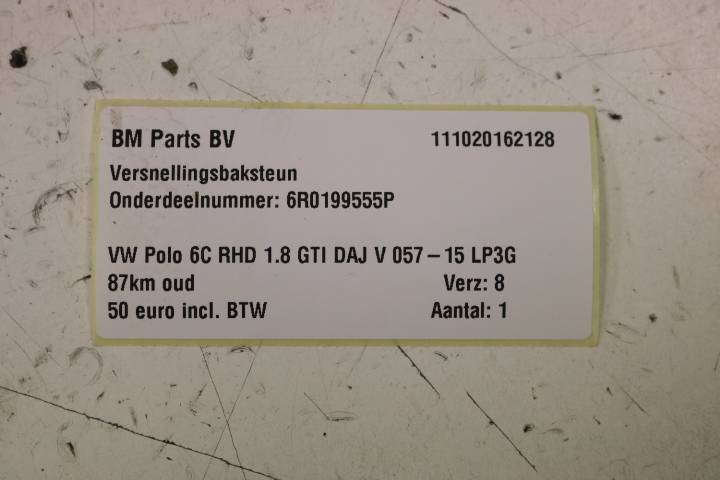 BM Parts BV 111020162128
Versnellingsbaksteun
Onderdeelnummer: 6R0199555P
VW Polo 6C RHD 1.8 GTI DAJ V 057-15 LP3G
87km oud Verz: 8
50 euro incl. BTW Aantal: 1